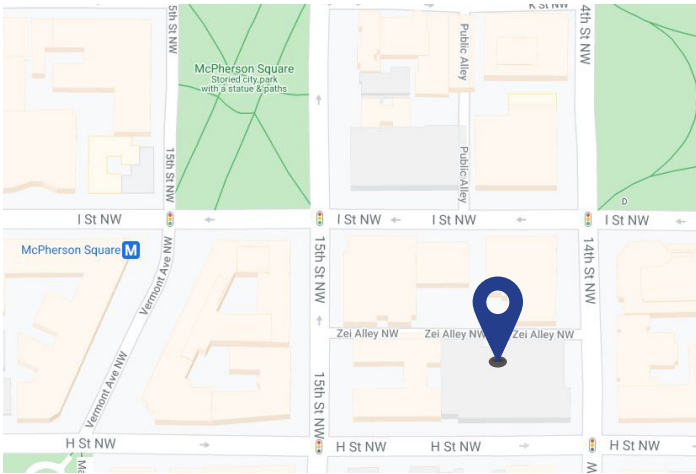 K St NW
5th St NW
4th St NW
Public Alley
McPherson Square
Storied city park
with a statue & paths
15th St NW
Public Alley
D
I St NW
I St NW
I St NW
I St NW
McPherson Square M
Vermont Ave NW
15th St NW
14th St NW
Zei Alley NW
Zei Alley NW
Zei Alley NW
Vermont Ave NW
15th St NW
H St NW
H St NW
H St NW